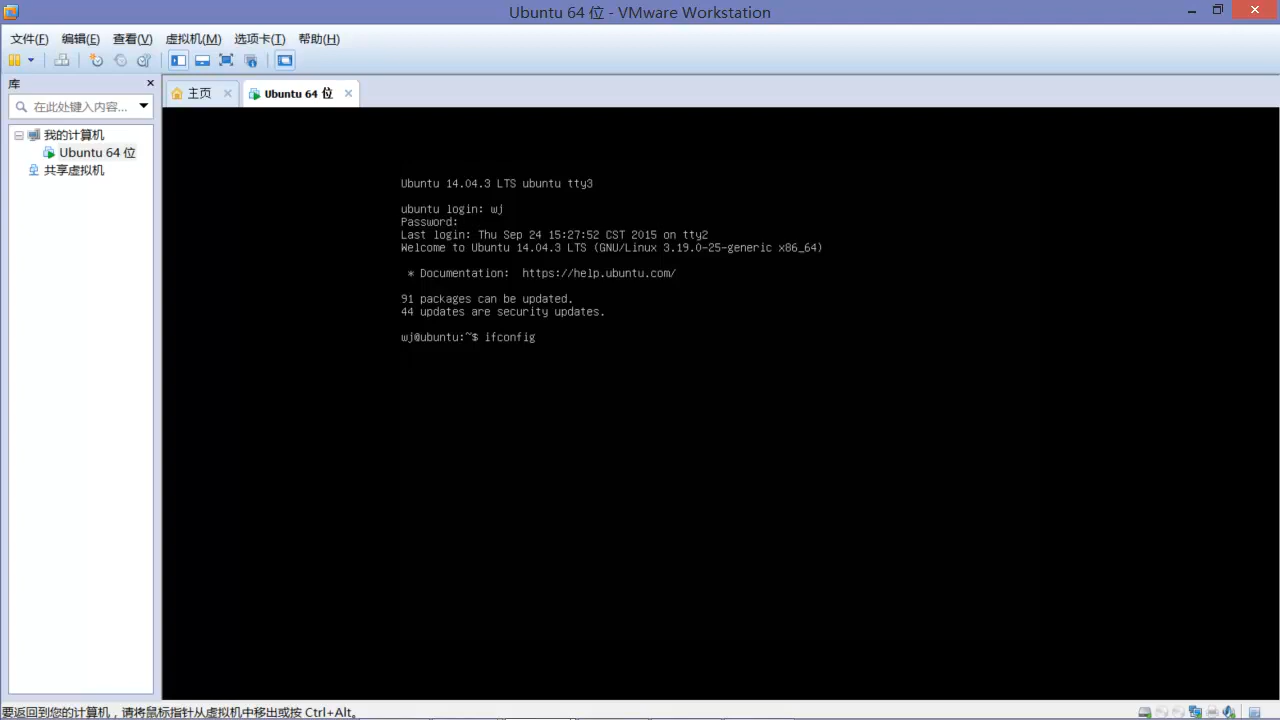 Ubuntu 64 位 - VMware Workstation
文件(F) 编辑(E) 查看(V) 虚拟机(M) 选项卡(T) 帮助(H)
库
在此处键入内容...
我的计算机
Ubuntu 64 位
共享虚拟机
主页 Ubuntu 64 位
Ubuntu 14.04.3 LTS ubuntu tty3
ubuntu login: wj
Password:
Last login: Thu Sep 24 15:27:52 CST 2015 on tty2
Welcome to Ubuntu 14.04.3 LTS (GNU/Linux 3.19.0-25-generic x86_64)
* Documentation:  https://help.ubuntu.com/
91 packages can be updated.
44 updates are security updates.
wj@ubuntu:~$ ifconfig
要返回到您的计算机，请将鼠标指针从虚拟机中移出或按 Ctrl+Alt。